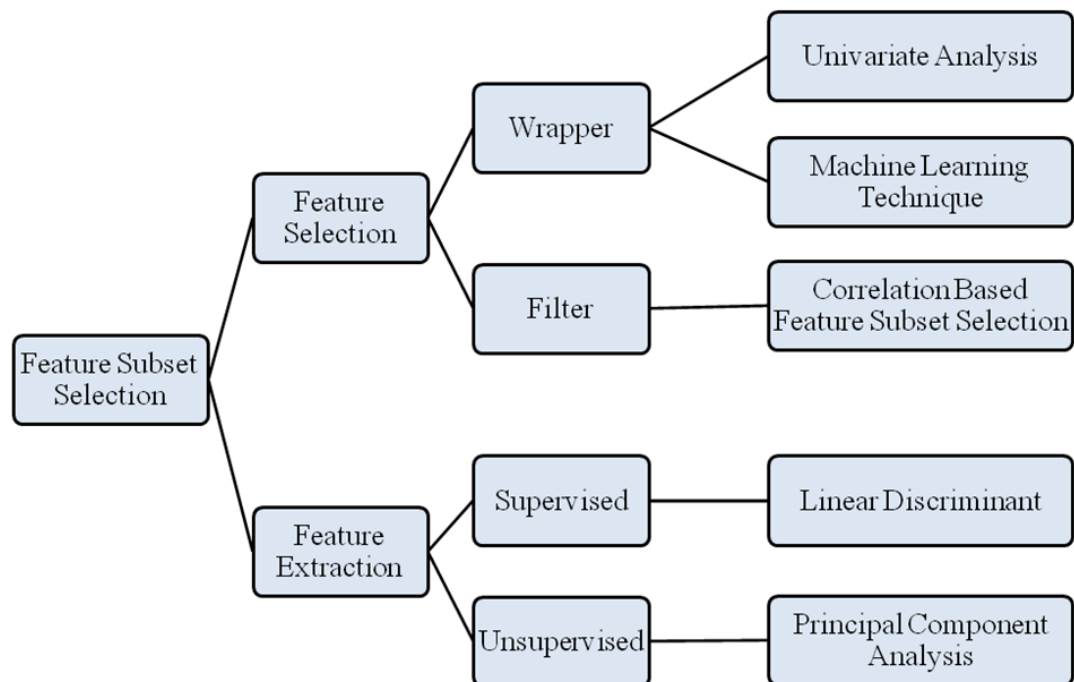 Univariate Analysis
Wrapper
Machine Learning
Technique
Feature
Selection
Correlation Based
Feature Subset Selection
Filter
Feature Subset
Selection
Supervised
Linear Discriminant
Feature
Extraction
Unsupervised
Principal Component
Analysis